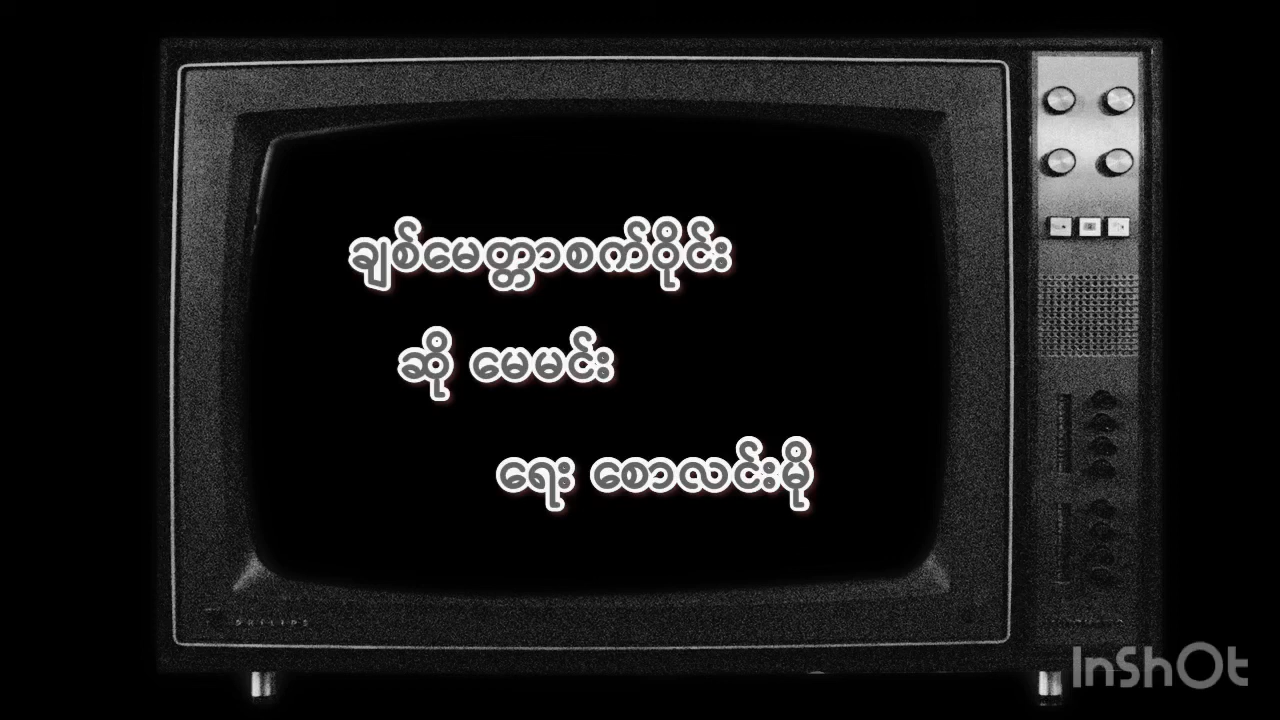 ချစ်မေတ္တာစက်ဝိုင်း
ဆို မေမင်း
ရေး စောလင်းမို
PHILIPS
InShOt